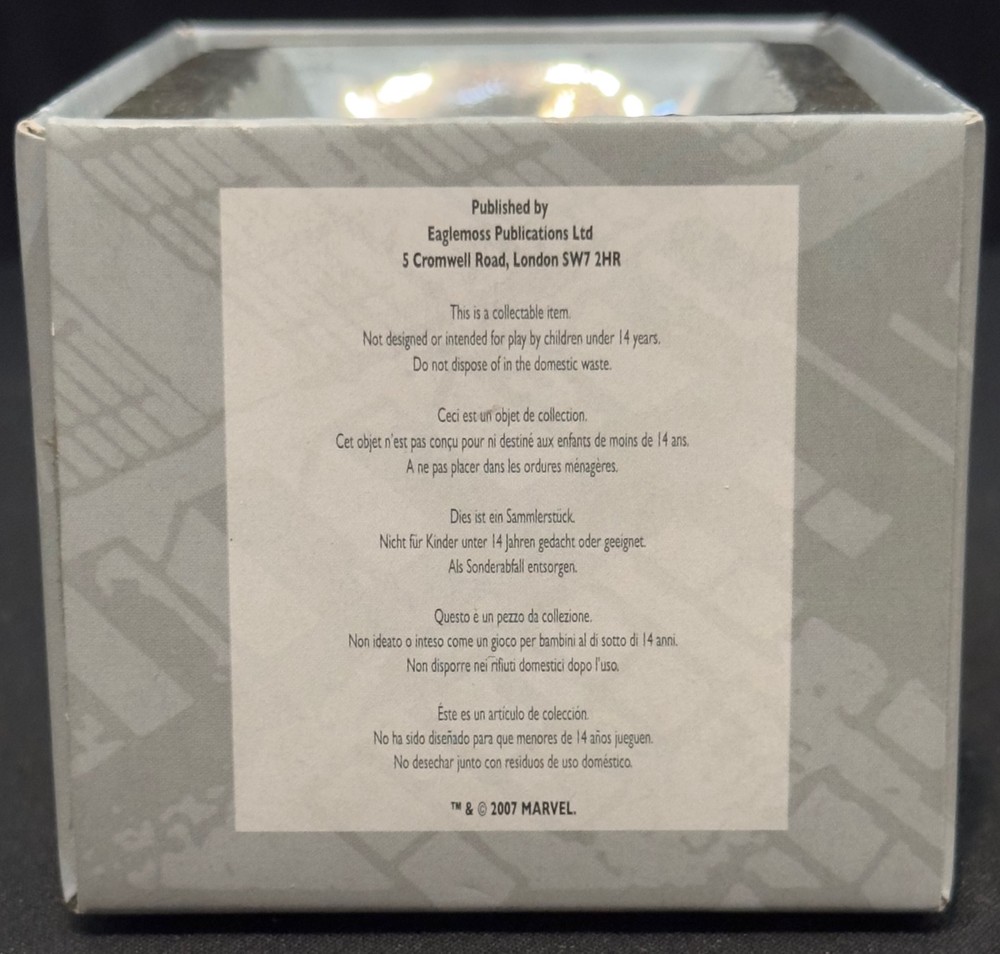 Published by
Eaglemoss Publications Ltd
5 Cromwell Road, London SW7 2HR
This is a collectable item.
Not designed or intended for play by children under 14 years.
Do not dispose of in the domestic waste.
Ceci est un objet de collection.
Cet objet n'est pas conçu pour ni destiné aux enfants de moins de 14 ans.
A ne pas placer dans les ordures ménagères.
Dies ist ein Sammlerstück.
Nicht für Kinder unter 14 Jahren gedacht oder geeignet.
Als Sonderabfall entsorgen.
Questo è un pezzo da collezione.
Non ideato o inteso come un gioco per bambini al di sotto di 14 anni.
Non disporre nei rifiuti domestici dopo l'uso.
Éste es un artículo de colección.
No ha sido diseñado para que menores de 14 años jueguen.
No desechar junto con residuos de uso doméstico.
™ & © 2007 MARVEL.